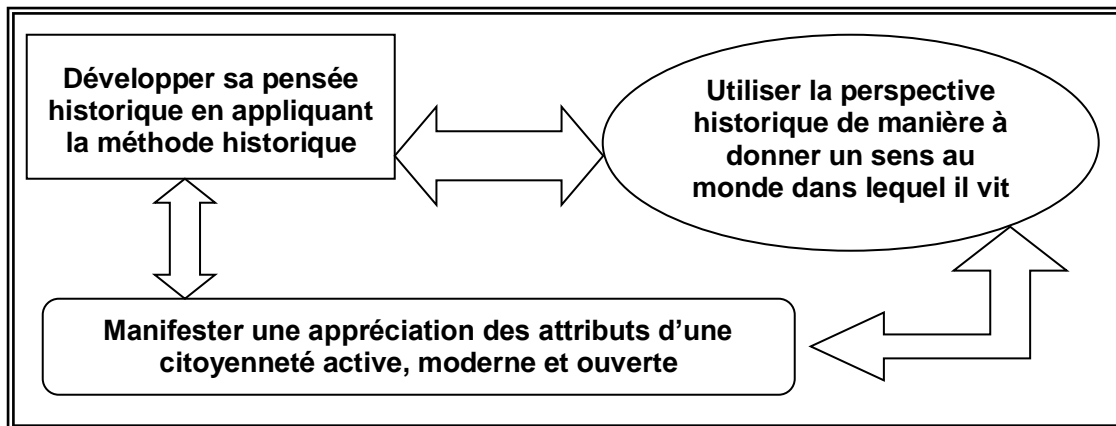 Développer sa pensée
historique en appliquant
la méthode historique
Utiliser la perspective
historique de manière à
donner un sens au
monde dans lequel il vit
Manifester une appréciation des attributs d’une
citoyenneté active, moderne et ouverte